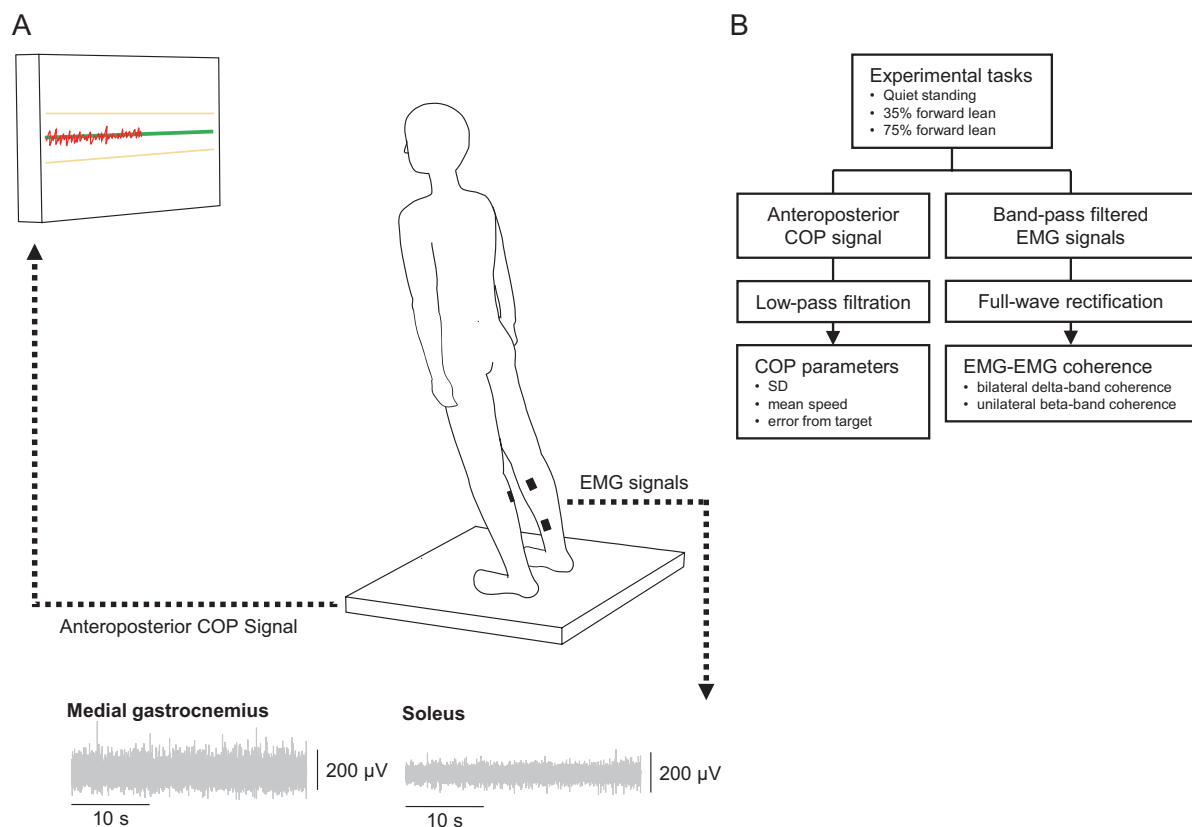 A
Anteroposterior COP Signal
EMG signals
Medial gastrocnemius
200 µV
10 s
Soleus
200 µV
10 s
B
Experimental tasks
• Quiet standing
• 35% forward lean
• 75% forward lean
Anteroposterior
COP signal
Band-pass filtered
EMG signals
Low-pass filtration
Full-wave rectification
COP parameters
• SD
• mean speed
• error from target
EMG-EMG coherence
• bilateral delta-band coherence
• unilateral beta-band coherence